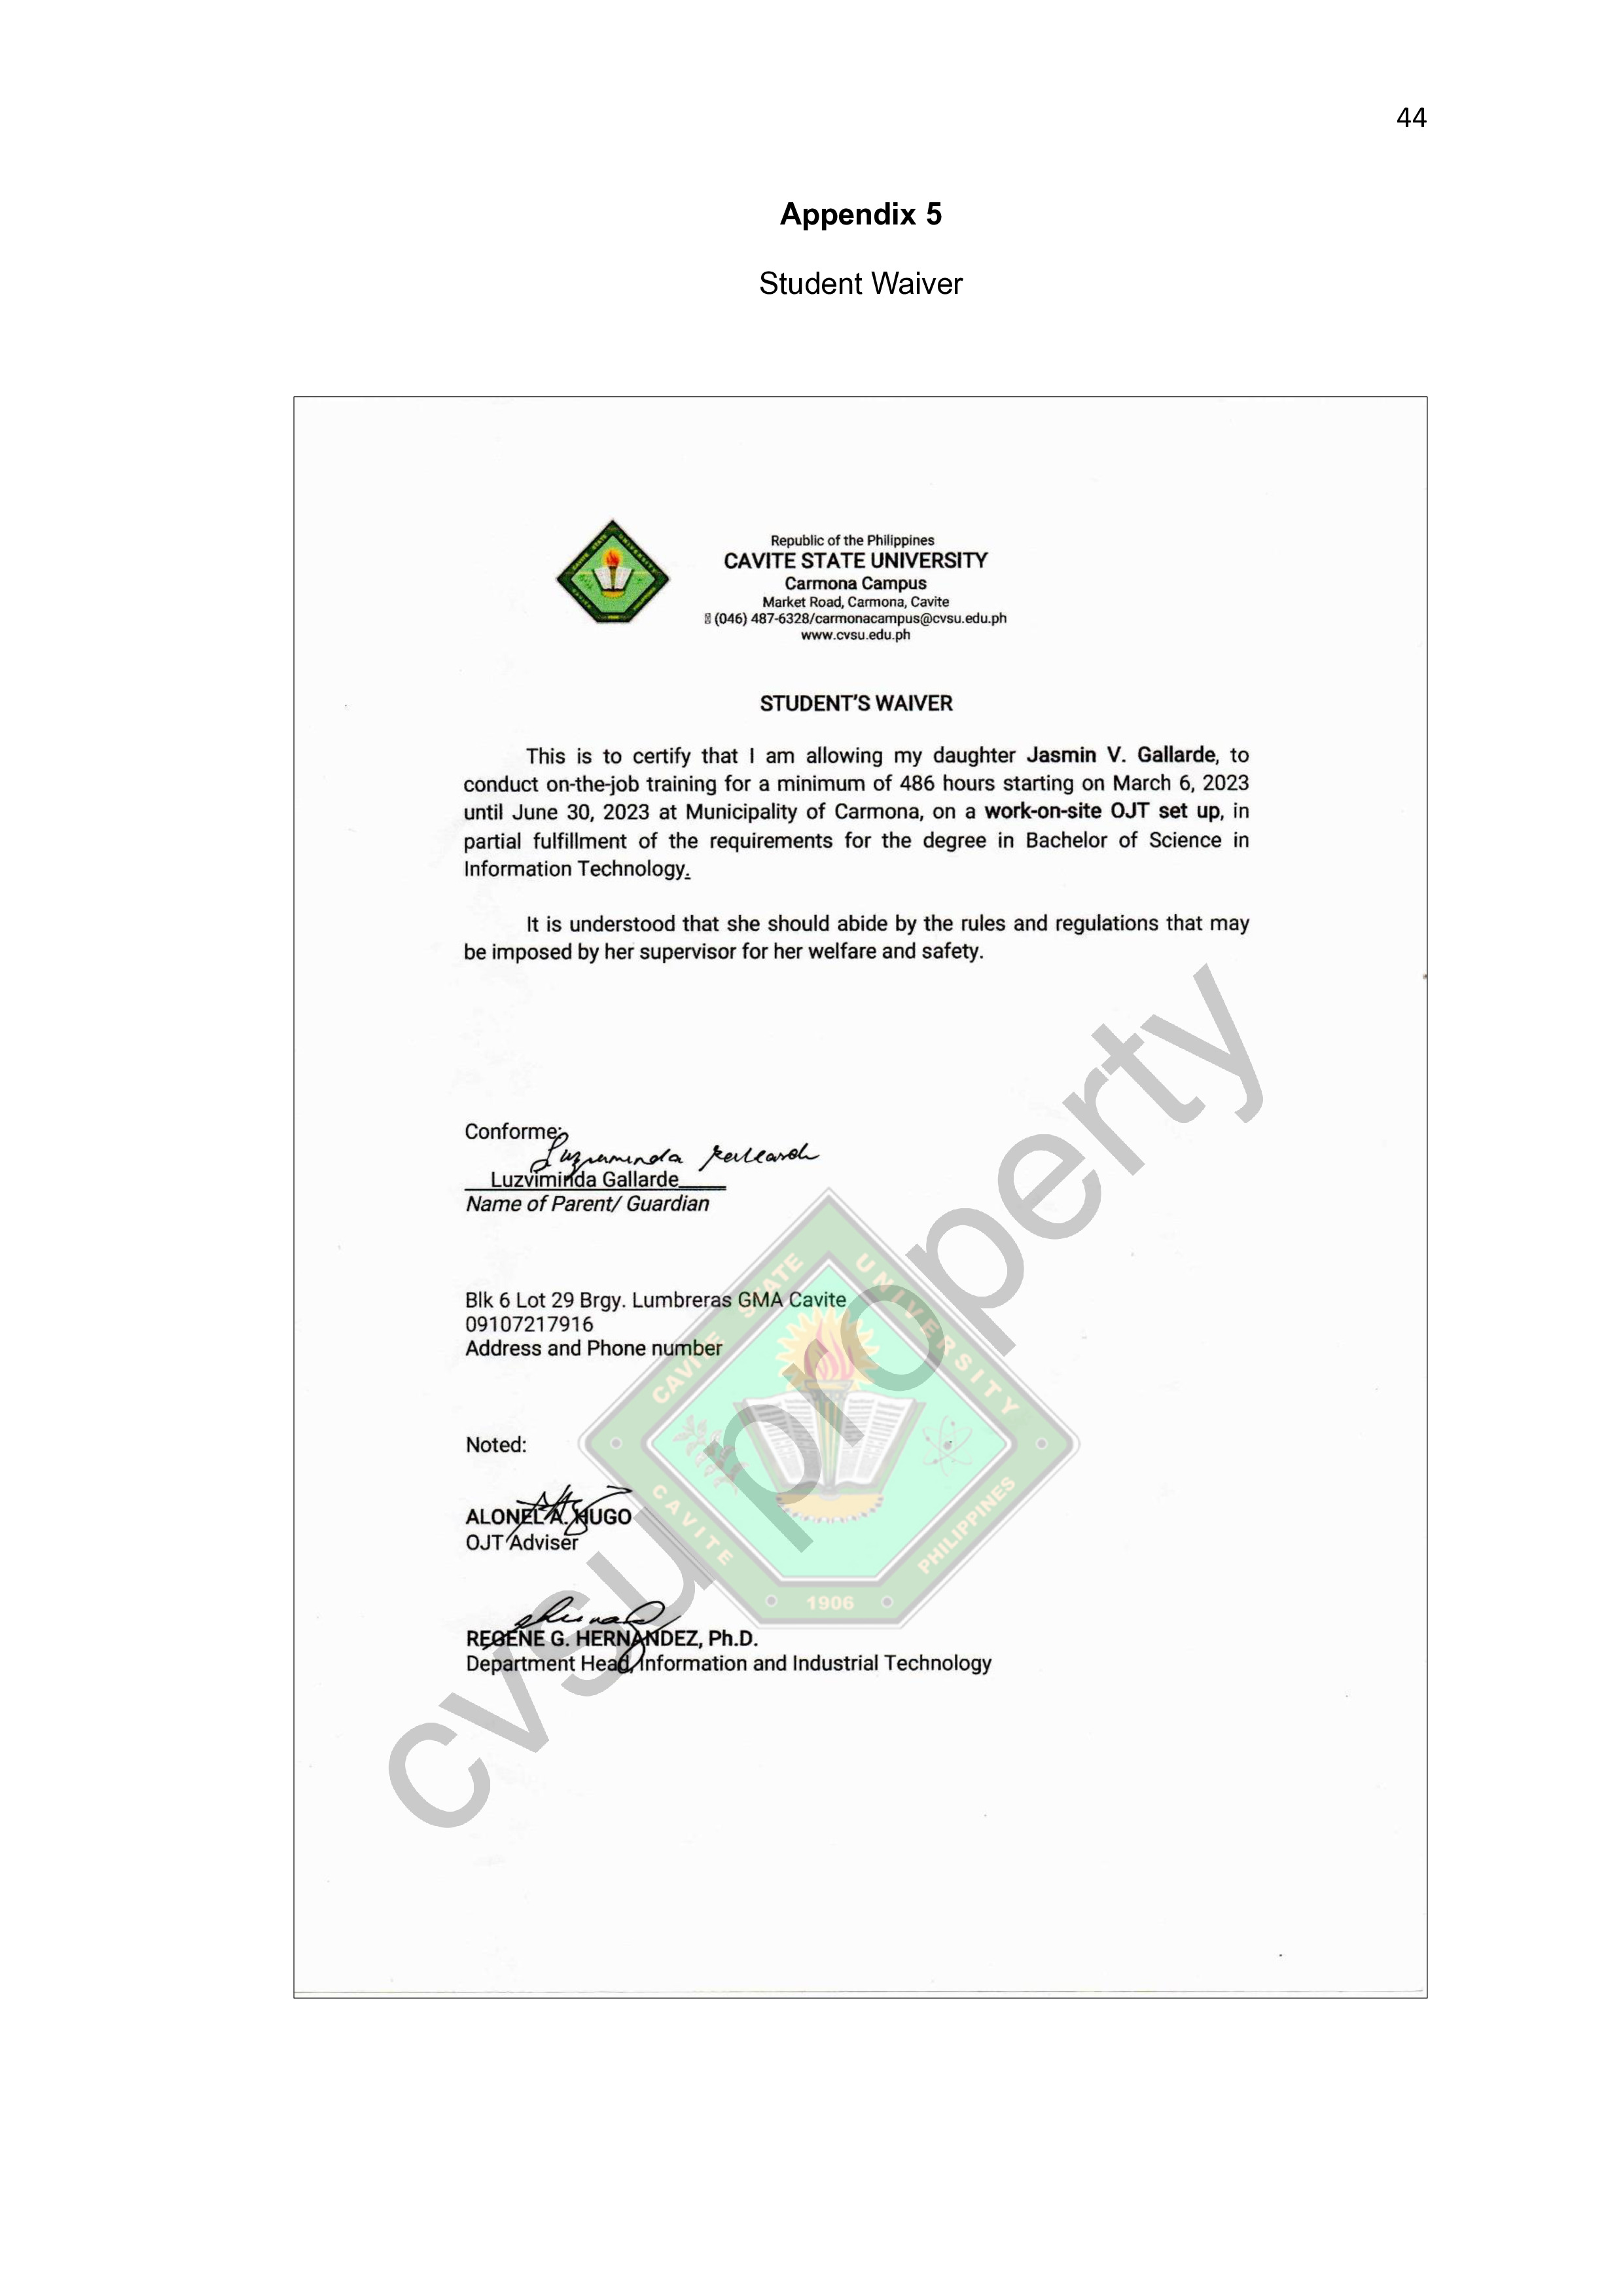 44
Appendix 5
Student Waiver
Republic of the Philippines
CAVITE STATE UNIVERSITY
Carmona Campus
Market Road, Carmona, Cavite
(046) 487-6328/carmonacampus@cvsu.edu.ph
www.cvsu.edu.ph
STUDENT'S WAIVER
This is to certify that I am allowing my daughter Jasmin V. Gallarde, to
conduct on-the-job training for a minimum of 486 hours starting on March 6, 2023
until June 30, 2023 at Municipality of Carmona, on a work-on-site OJT set up, in
partial fulfillment of the requirements for the degree in Bachelor of Science in
Information Technology.
It is understood that she should abide by the rules and regulations that may
be imposed by her supervisor for her welfare and safety.
Conforme:
Luzviminda Gallarde
Name of Parent/ Guardian
Blk 6 Lot 29 Brgy. Lumbreras GMA Cavite
09107217916
Address and Phone number
Noted:
ALONEL A. HUGO
OJT Adviser
REGENE G. HERNANDEZ, Ph.D.
Department Head, Information and Industrial Technology
CAVITE STATE UNIVERSITY
CAVITE PHILIPPINES
1906
cvsu property